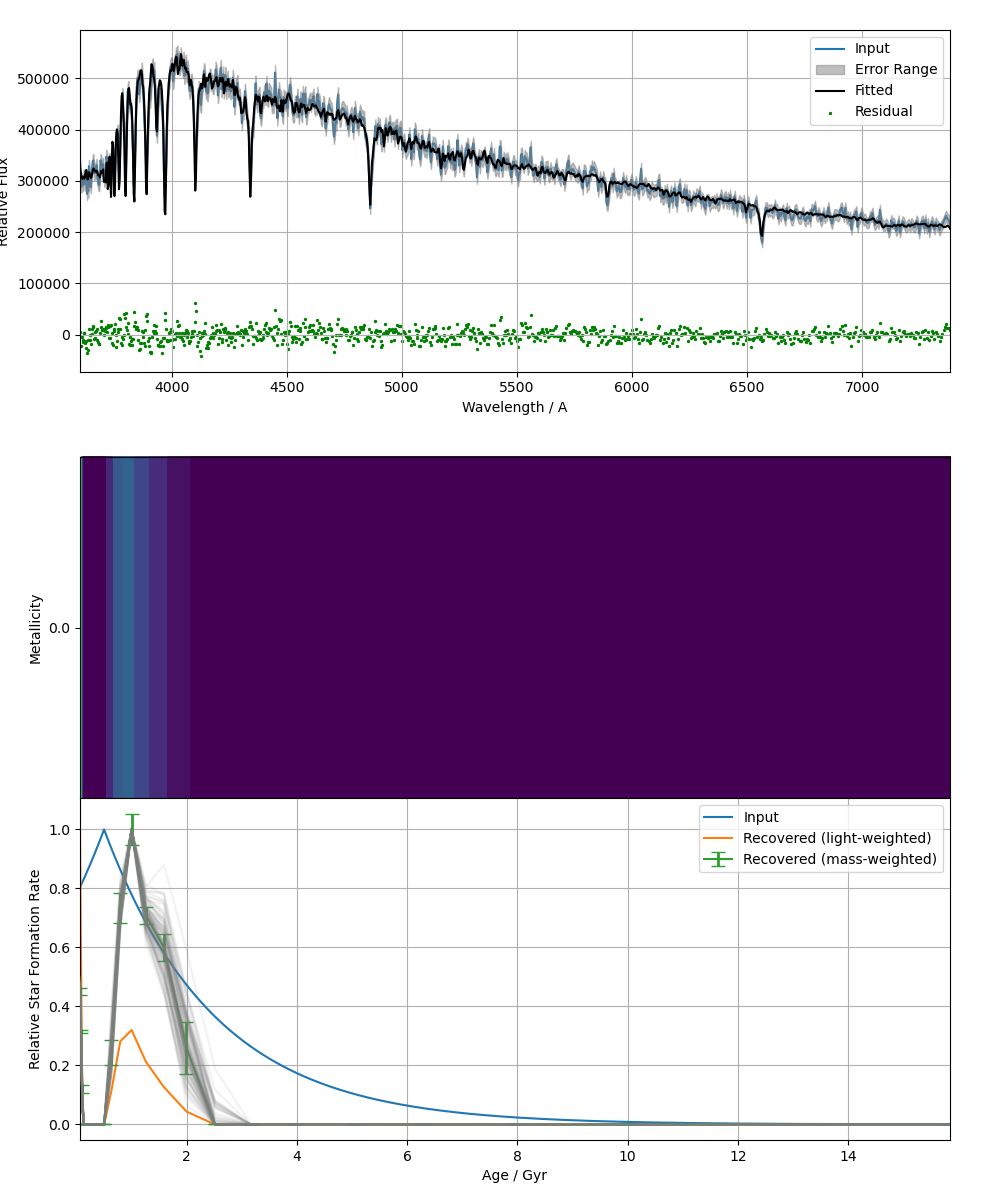 500000
400000
300000
200000
100000
0
Relative Flux
Input
Error Range
Fitted
Residual
4000 4500 5000 5500 6000 6500 7000
Wavelength / A
Metallicity
0.0
1.0
0.8
0.6
0.4
0.2
0.0
Relative Star Formation Rate
Input
Recovered (light-weighted)
Recovered (mass-weighted)
2 4 6 8 10 12 14
Age / Gyr